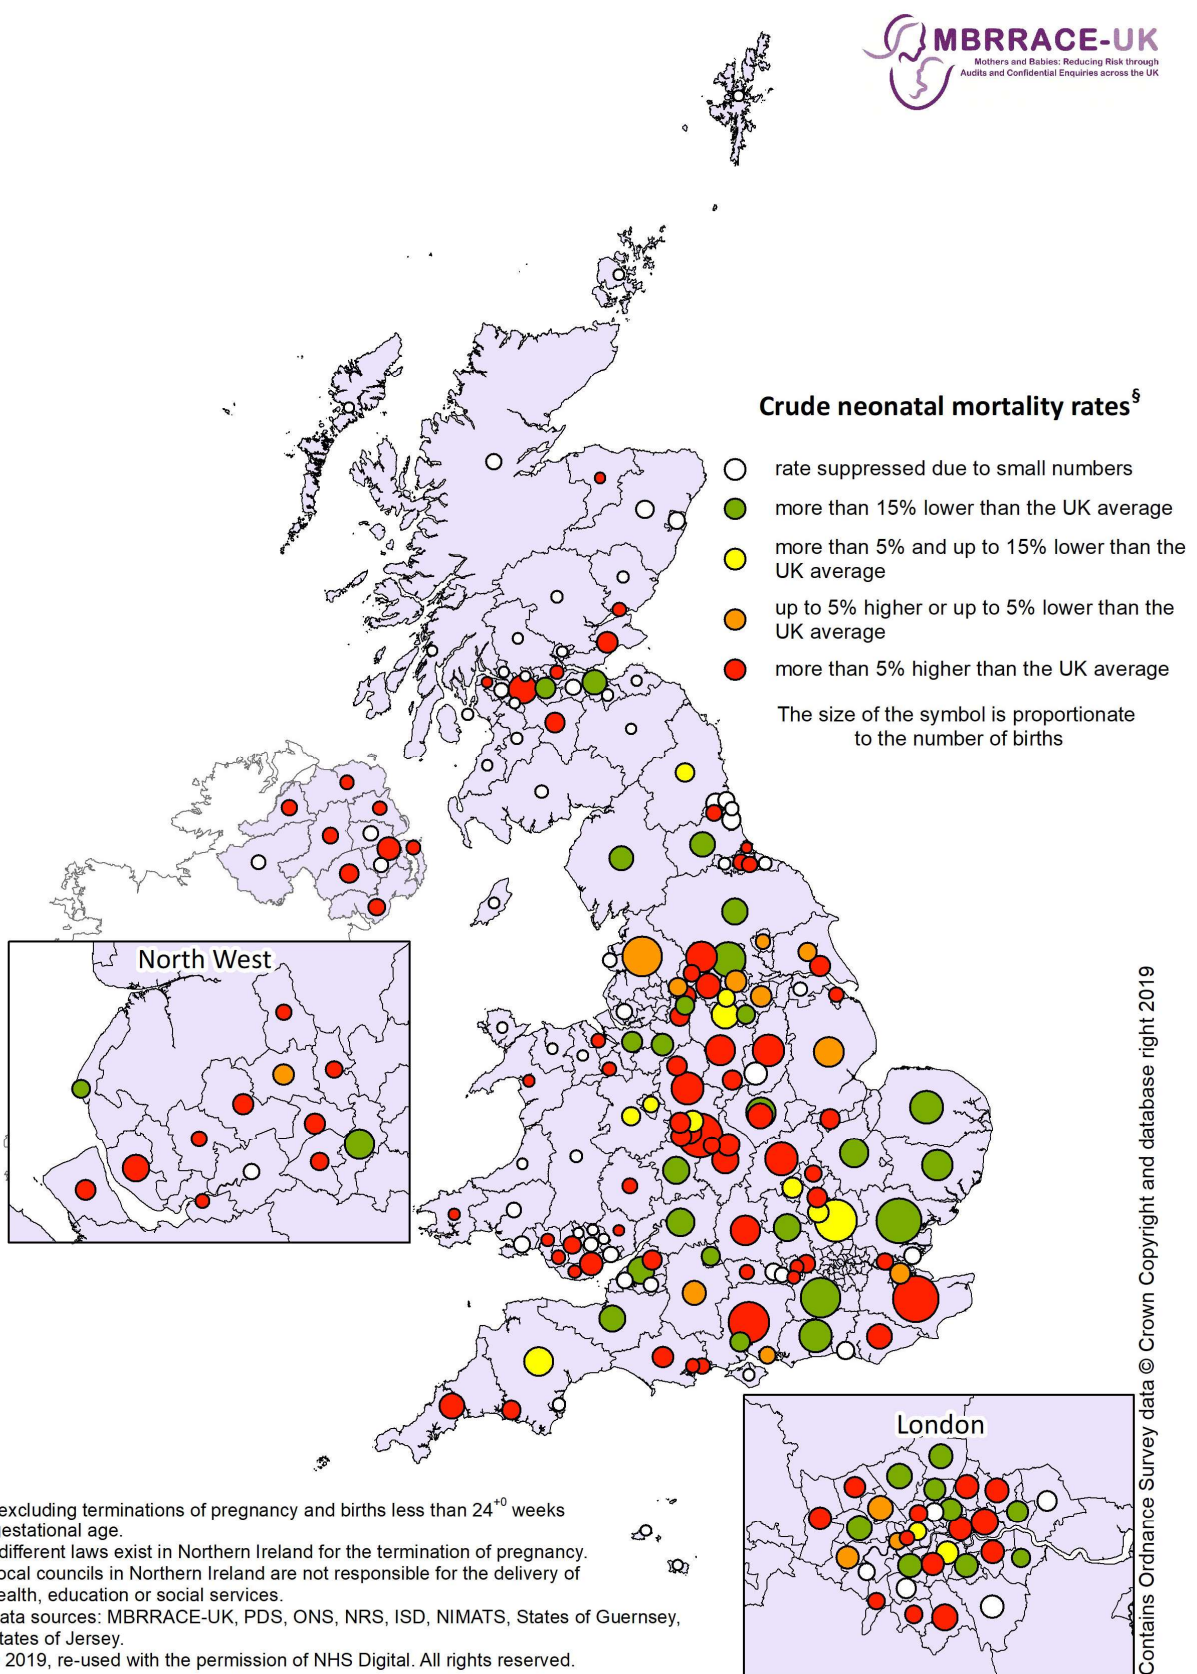 MBRRACE-UK
Mothers and Babies: Reducing Risk through
Audits and Confidential Enquiries across the UK
Crude neonatal mortality rates§
rate suppressed due to small numbers
more than 15% lower than the UK average
more than 5% and up to 15% lower than the
UK average
up to 5% higher or up to 5% lower than the
UK average
more than 5% higher than the UK average
The size of the symbol is proportionate
to the number of births
North West
London
excluding terminations of pregnancy and births less than 24+0 weeks
estational age.
different laws exist in Northern Ireland for the termination of pregnancy.
ocal councils in Northern Ireland are not responsible for the delivery of
ealth, education or social services.
ata sources: MBRRACE-UK, PDS, ONS, NRS, ISD, NIMATS, States of Guernsey,
tates of Jersey.
2019, re-used with the permission of NHS Digital. All rights reserved.
Contains Ordnance Survey data © Crown Copyright and database right 2019